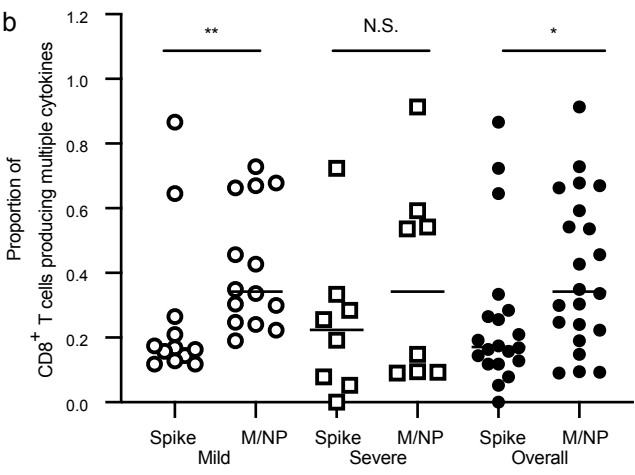 b
Proportion of
CD8+ T cells producing multiple cytokines
1.2
1.0
0.8
0.6
0.4
0.2
0.0
** N.S. *
Spike M/NP Spike M/NP Spike M/NP
Mild Severe Overall